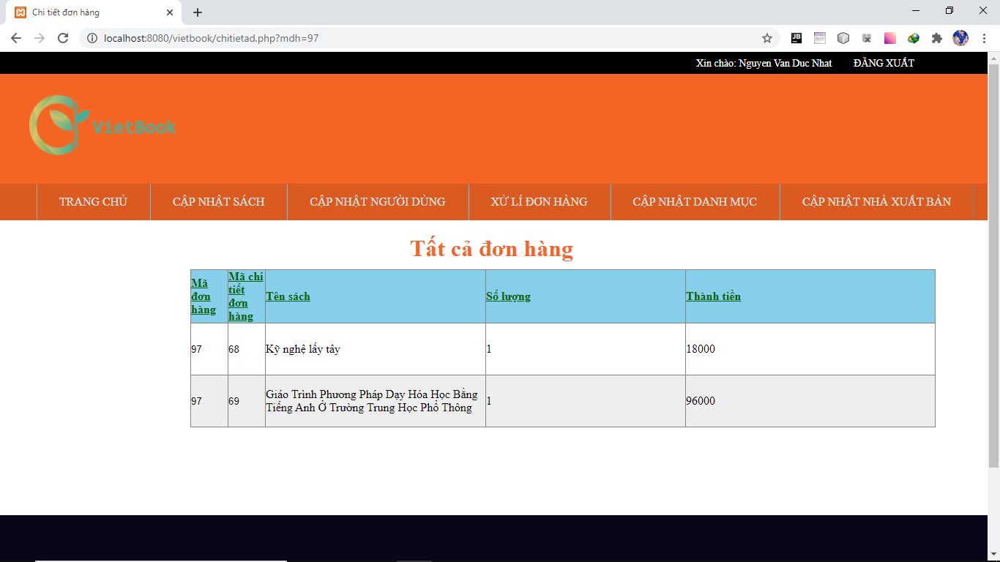 Chi tiết đơn hàng
localhost:8080/vietbook/chitietad.php?mdh=97
Xin chào: Nguyen Van Duc Nhat ĐĂNG XUẤT
VietBook
TRANG CHỦ CẬP NHẬT SÁCH CẬP NHẬT NGƯỜI DÙNG XỬ LÍ ĐƠN HÀNG CẬP NHẬT DANH MỤC CẬP NHẬT NHÀ XUẤT BẢN
Tất cả đơn hàng
Mã
đơn
hàng
Mã chi
tiết
đơn
hàng
Tên sách
Số lượng
Thành tiền
97 68 Kỹ nghệ lấy tây 1 18000
97 69 Giáo Trình Phương Pháp Dạy Hóa Học Bằng
Tiếng Anh Ở Trường Trung Học Phổ Thông 1 96000